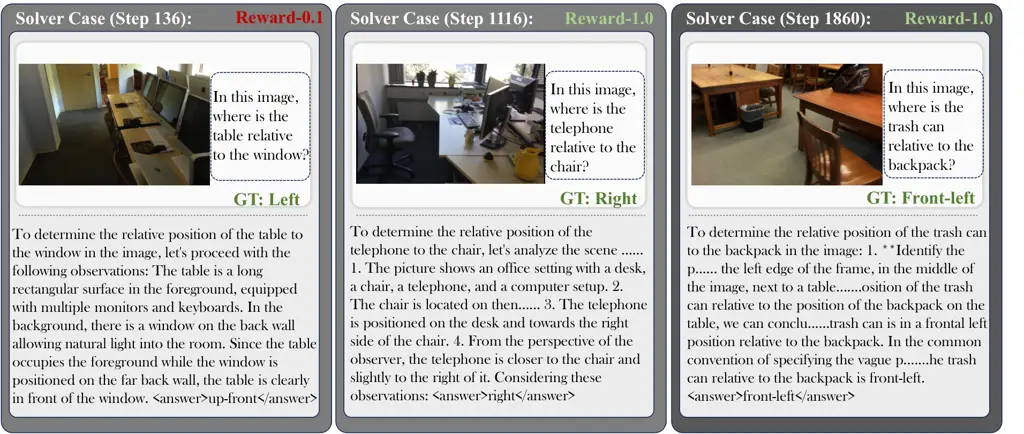 Solver Case (Step 136):
Reward-0.1
In this image,
where is the
table relative
to the window?
GT: Left
To determine the relative position of the table to
the window in the image, let's proceed with the
following observations: The table is a long
rectangular surface in the foreground, equipped
with multiple monitors and keyboards. In the
background, there is a window on the back wall
allowing natural light into the room. Since the table
occupies the foreground while the window is
positioned on the far back wall, the table is clearly
in front of the window. <answer>up-front</answer>
Solver Case (Step 1116):
Reward-1.0
In this image,
where is the
telephone
relative to the
chair?
GT: Right
To determine the relative position of the
telephone to the chair, let's analyze the scene ......
1. The picture shows an office setting with a desk,
a chair, a telephone, and a computer setup. 2.
The chair is located on then...... 3. The telephone
is positioned on the desk and towards the right
side of the chair. 4. From the perspective of the
observer, the telephone is closer to the chair and
slightly to the right of it. Considering these
observations: <answer>right</answer>
Solver Case (Step 1860):
Reward-1.0
In this image,
where is the
trash can
relative to the
backpack?
GT: Front-left
To determine the relative position of the trash can
to the backpack in the image: 1. **Identify the
p...... the left edge of the frame, in the middle of
the image, next to a table.......osition of the trash
can relative to the position of the backpack on the
table, we can conclu......trash can is in a frontal left
position relative to the backpack. In the common
convention of specifying the vague p.......he trash
can relative to the backpack is front-left.
<answer>front-left</answer>